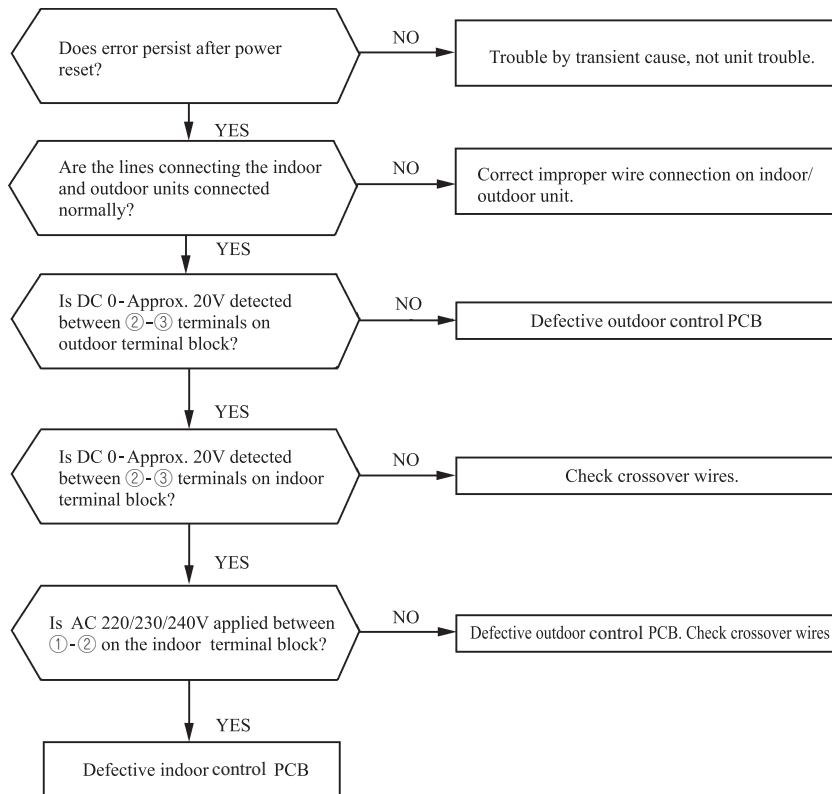 Does error persist after power
reset?
NO
Trouble by transient cause, not unit trouble.
YES
Are the lines connecting the indoor
and outdoor units connected
normally?
NO
Correct improper wire connection on indoor/
outdoor unit.
YES
Is DC 0-Approx. 20V detected
between ②-③ terminals on
outdoor terminal block?
NO
Defective outdoor control PCB
YES
Is DC 0-Approx. 20V detected
between ②-③ terminals on indoor
terminal block?
NO
Check crossover wires.
YES
Is AC 220/230/240V applied between
①-② on the indoor terminal block?
NO
Defective outdoor control PCB. Check crossover wires
YES
Defective indoor control PCB